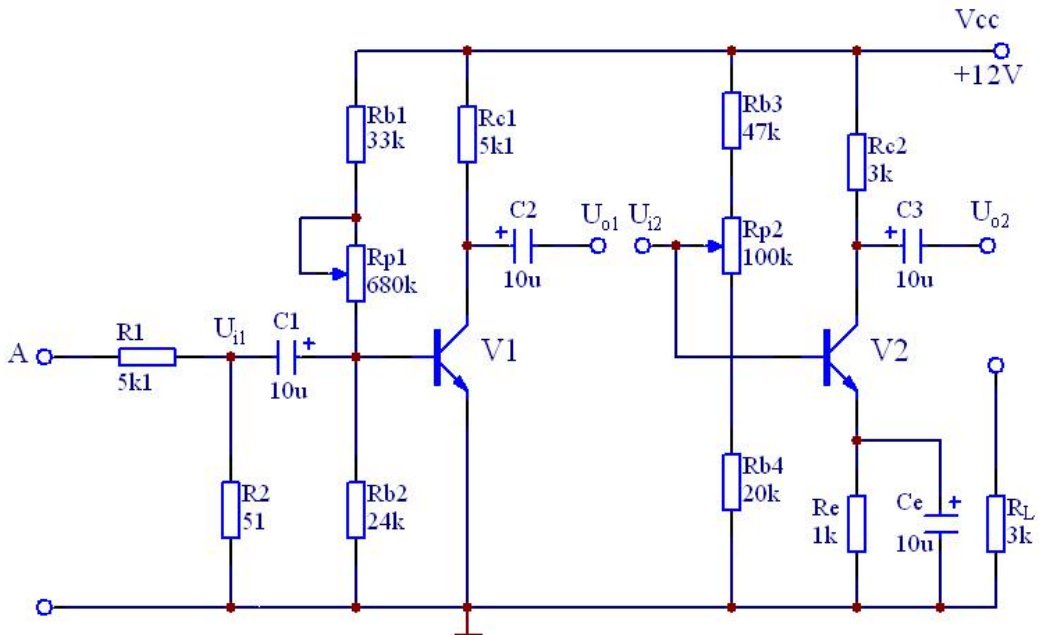 Vcc
+12V
Rb1
33k
Rc1
5k1
Rb3
47k
Rc2
3k
C2
+
10u
Uo1
Ui2
Rp2
100k
C3
+
10u
Uo2
Rp1
680k
A
R1
5k1
Ui1
C1
+
10u
V1
V2
R2
51
Rb2
24k
Rb4
20k
Re
1k
Ce
+
10u
RL
3k